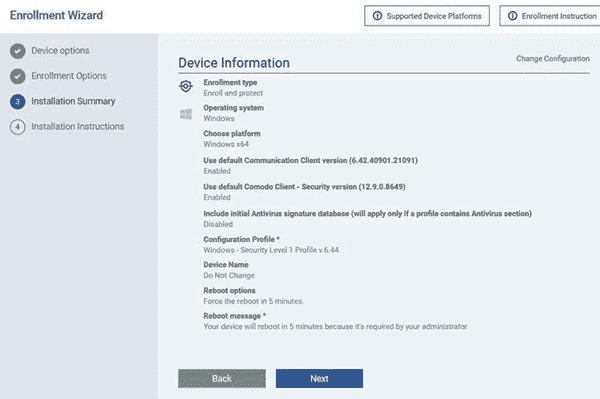 Enrollment Wizard
Supported Device Platforms
Enrollment Instruction
Device options
Enrollment Options
3 Installation Summary
4 Installation Instructions
Device Information
Change Configuration
Enrollment type
Enroll and protect
Operating system
Windows
Choose platform
Windows x64
Use default Communication Client version (6.42.40901.21091)
Enabled
Use default Comodo Client - Security version (12.9.0.8649)
Enabled
Include initial Antivirus signature database (will apply only if a profile contains Antivirus section)
Disabled
Configuration Profile *
Windows - Security Level 1 Profile v.6.44
Device Name
Do Not Change
Reboot options
Force the reboot in 5 minutes.
Reboot message *
Your device will reboot in 5 minutes because it's required by your administrator
Back
Next